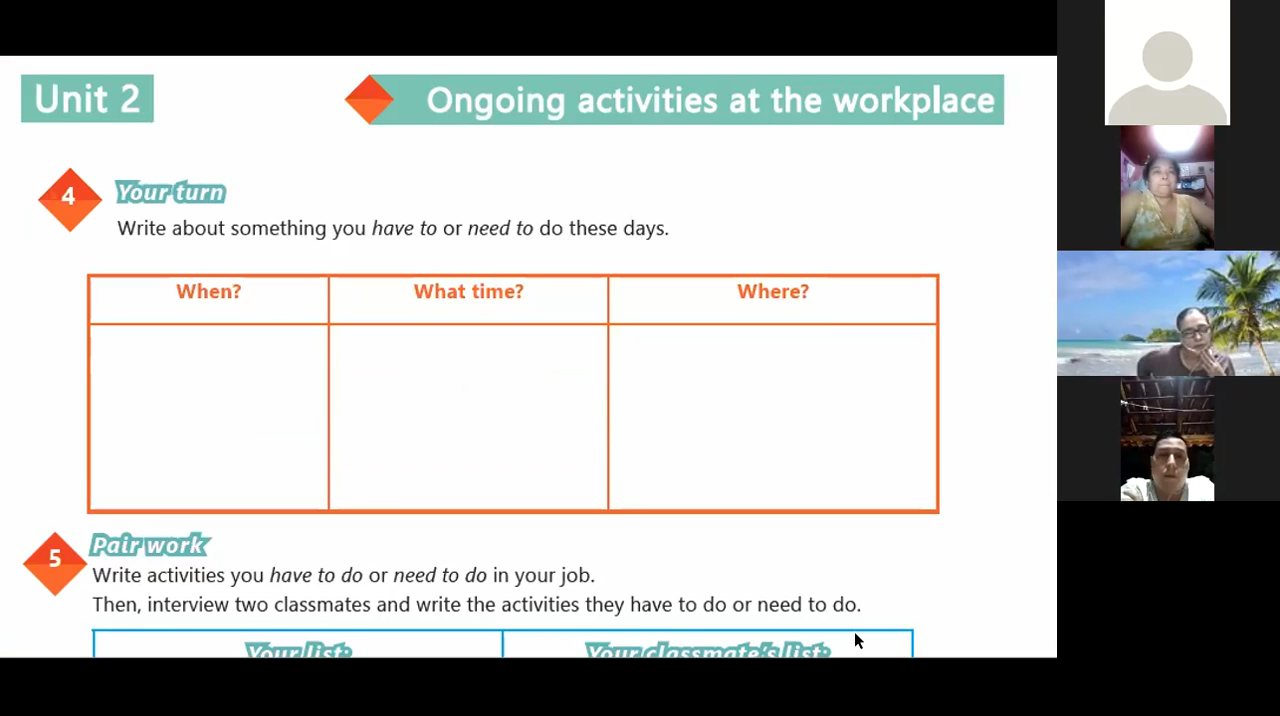 Unit 2
Ongoing activities at the workplace
4
Your turn
Write about something you have to or need to do these days.
When? What time? Where?
5
Pair work
Write activities you have to do or need to do in your job.
Then, interview two classmates and write the activities they have to do or need to do.
Your list: Your classmate's list: